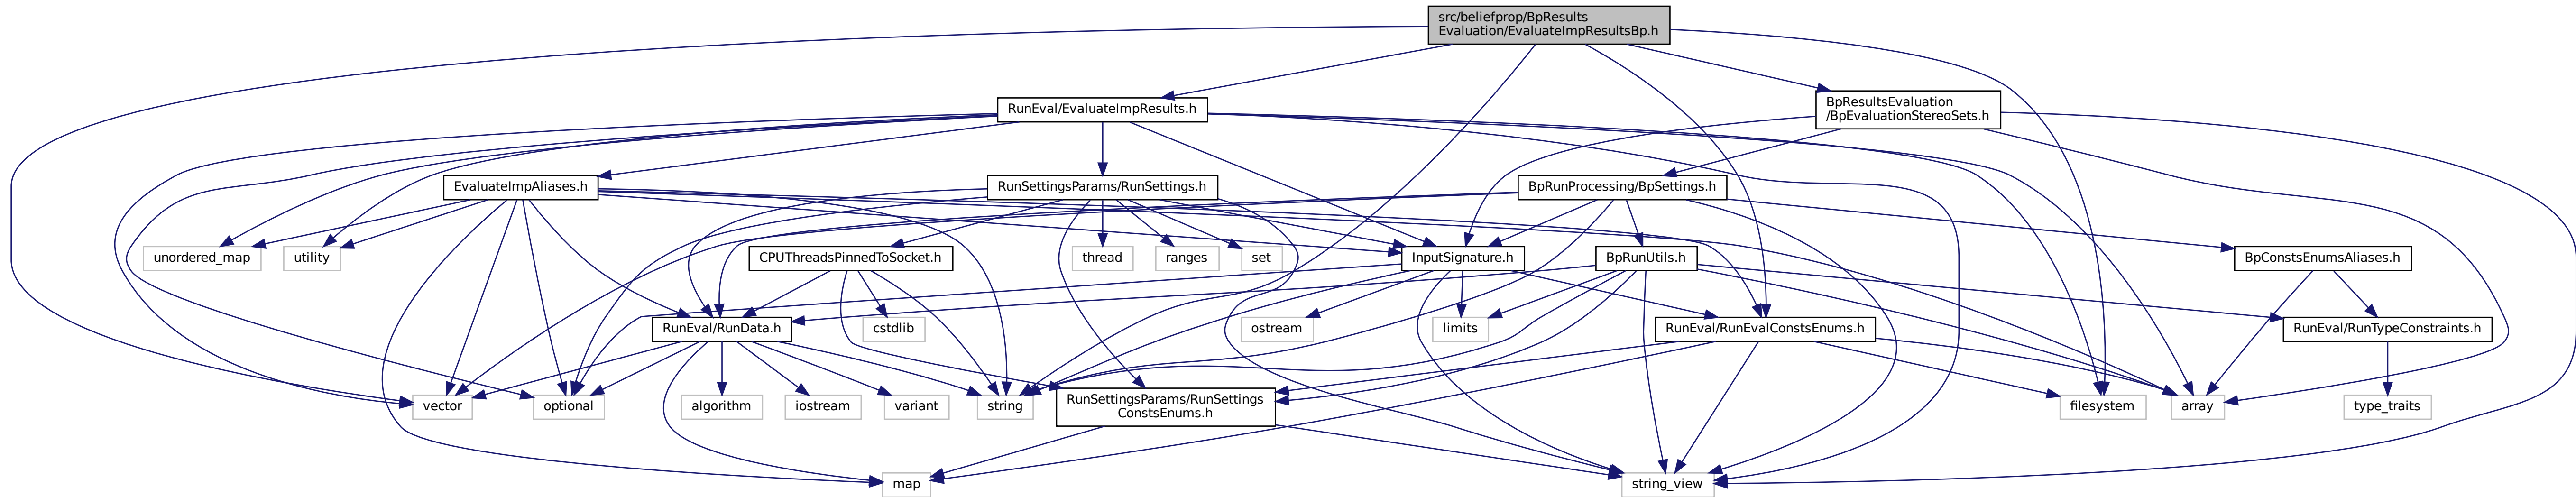 src/beliefprop/BpResults
Evaluation/EvaluateImpResultsBp.h
RunEval/EvaluateImpResults.h
BpResultsEvaluation
/BpEvaluationStereoSets.h
EvaluateImpAliases.h
RunSettingsParams/RunSettings.h
BpRunProcessing/BpSettings.h
unordered_map
utility
CPUThreadsPinnedToSocket.h
thread
ranges
set
InputSignature.h
BpRunUtils.h
BpConstsEnumsAliases.h
RunEval/RunData.h
cstdlib
ostream
limits
RunEval/RunEvalConstsEnums.h
RunEval/RunTypeConstraints.h
vector
optional
algorithm
iostream
variant
string
RunSettingsParams/RunSettings
ConstsEnums.h
filesystem
array
type_traits
map
string_view